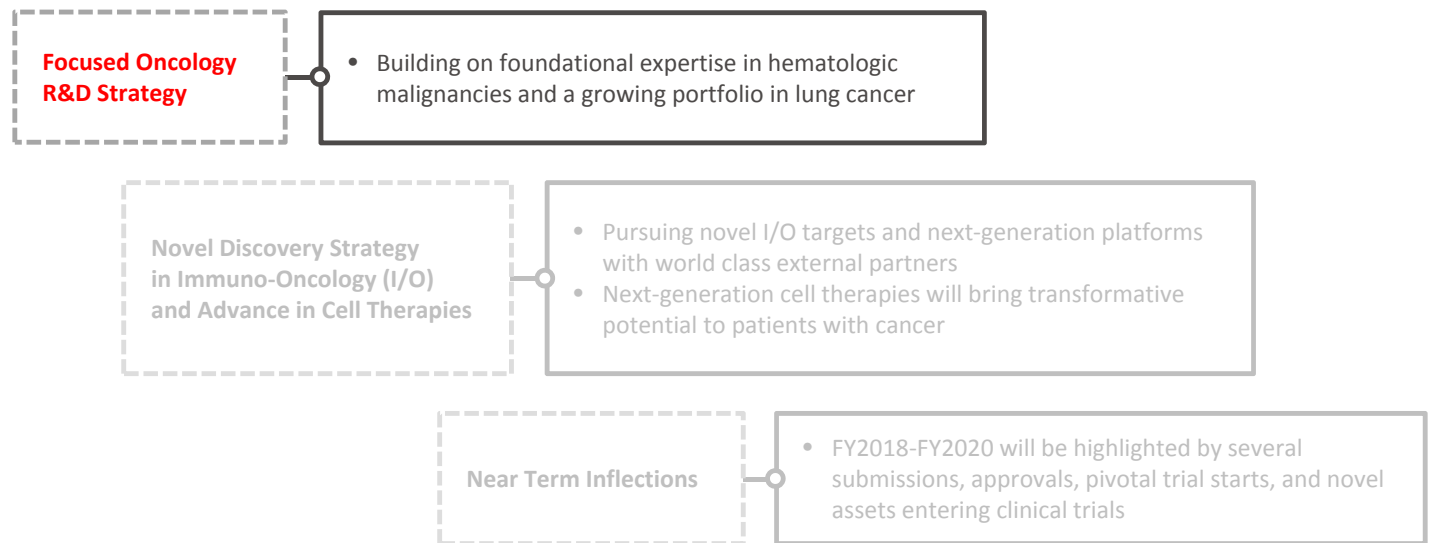 Focused Oncology
R&D Strategy
• Building on foundational expertise in hematologic
malignancies and a growing portfolio in lung cancer
Novel Discovery Strategy
in Immuno-Oncology (I/O)
and Advance in Cell Therapies
• Pursuing novel I/O targets and next-generation platforms
with world class external partners
• Next-generation cell therapies will bring transformative
potential to patients with cancer
Near Term Inflections
• FY2018-FY2020 will be highlighted by several
submissions, approvals, pivotal trial starts, and novel
assets entering clinical trials